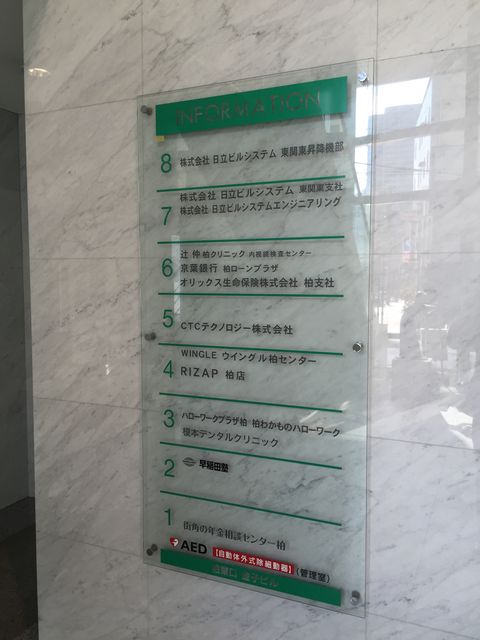 INFORMATION
8 株式会社 日立ビルシステム 東関東昇降機部
株式会社 日立ビルシステム 東関東支社
7 株式会社 日立ビルシステムエンジニアリング
辻仲 柏クリニック 内視鏡検査センター
6 京葉銀行 柏ローンプラザ
オリックス生命保険株式会社 柏支社
5 CTCテクノロジー株式会社
WINGLE ウイングル柏センター
4 RIZAP 柏店
3 ハローワークプラザ柏 柏わかものハローワーク
榎本デンタルクリニック
2 早稲田塾
1 街角の年金相談センター柏
AED 【自動体外式除細動器】 (管理室)
金子ビル